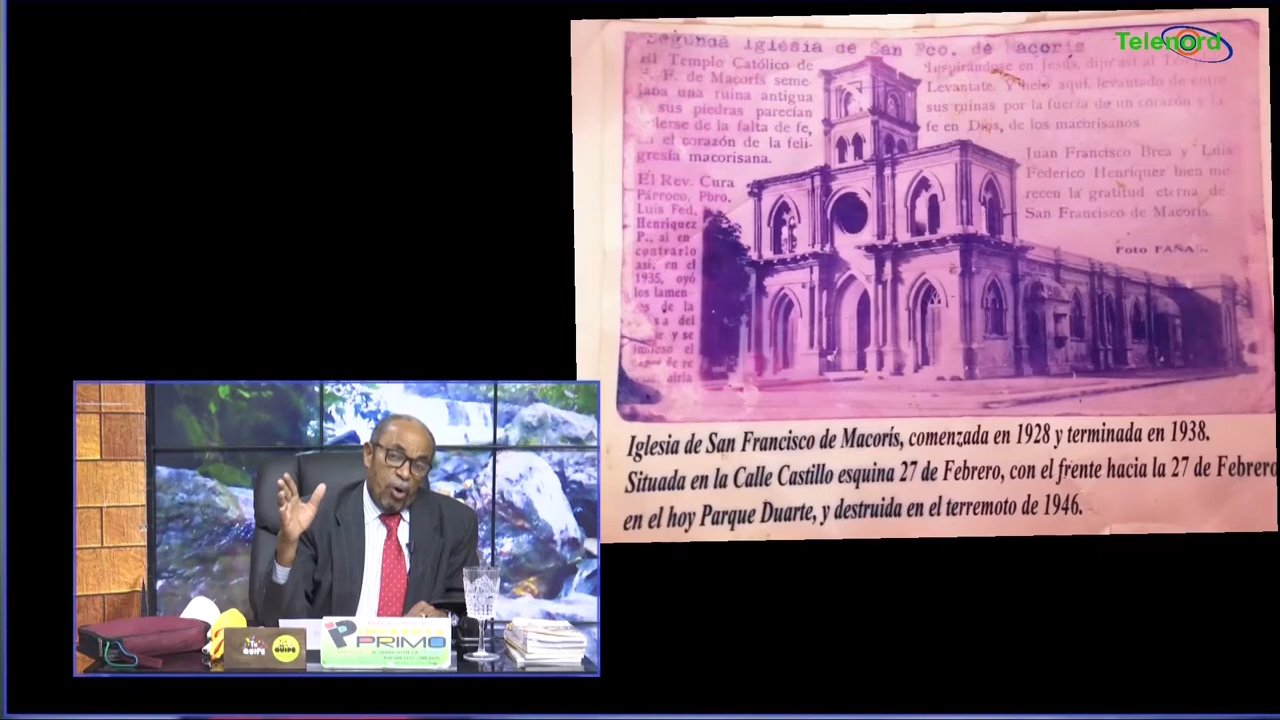 Telenord
Segunda Iglesia de San Fco. de Macorís
El Templo Católico de
F. de Macorís seme-
jaba una ruina antigua
sus piedras parecían
lerse de la falta de fe,
en el corazón de la feli-
gresía macorisana.
El Rev. Cura
Párroco, Pbro.
Luis Fed.
Henríquez
P., al en
contrarlo
así, en el
1935, oyó
los lamen-
de la
sa del
y se
el
de re
Inspirándose en Jesús, dijo así al
Levantate. Y helo aquí, levantado de entre
sus ruinas por la fuerza de un corazón y la
fe en Dios, de los macorisanos
Juan Francisco Brea y Luis
Federico Henríquez bien me-
recen la gratitud eterna de
San Francisco de Macorís.
Foto PAÑA
Iglesia de San Francisco de Macorís, comenzada en 1928 y terminada en 1938.
Situada en la Calle Castillo esquina 27 de Febrero, con el frente hacia la 27 de Febrero
en el hoy Parque Duarte, y destruida en el terremoto de 1946.
PRIMO